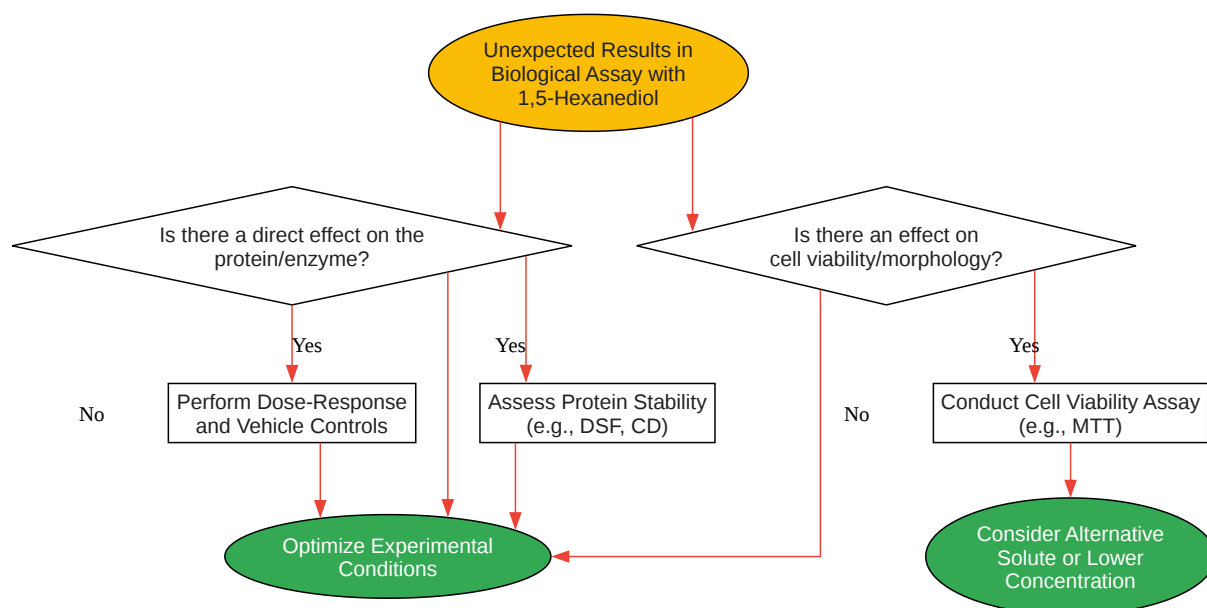 Unexpected Results in
Biological Assay with
1,5-Hexanediol
Is there a direct effect on the
protein/enzyme?
Is there an effect on
cell viability/morphology?
Yes
Yes
Yes
No
Perform Dose-Response
and Vehicle Controls
Assess Protein Stability
(e.g., DSF, CD)
No
Conduct Cell Viability Assay
(e.g., MTT)
Optimize Experimental
Conditions
Consider Alternative
Solute or Lower
Concentration